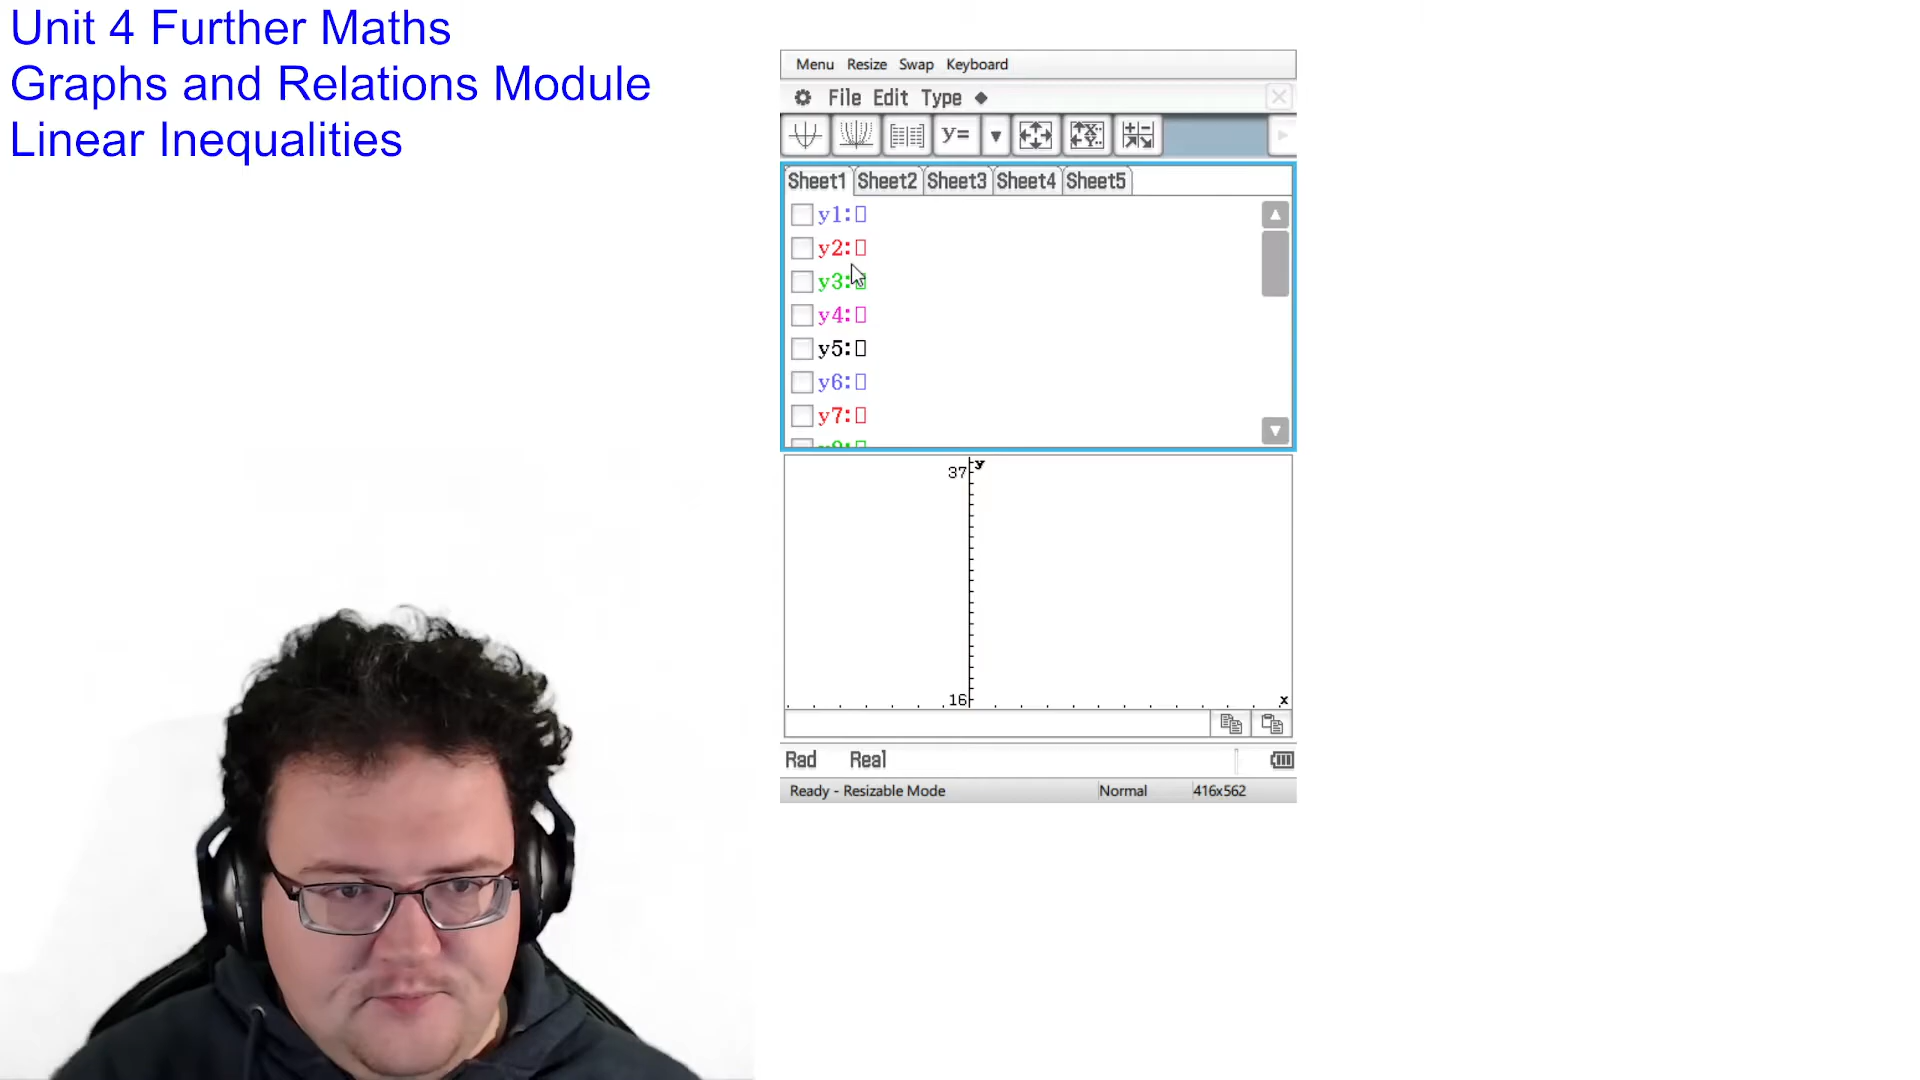 Unit 4 Further Maths
Graphs and Relations Module
Linear Inequalities
Menu Resize Swap Keyboard
File Edit Type
Y=
Sheet1 Sheet2 Sheet3 Sheet4 Sheet5
y1:
y2:
y3:
y4:
y5:
y6:
y7:
37 y
16 x
Rad Real
Ready - Resizable Mode Normal 416x562